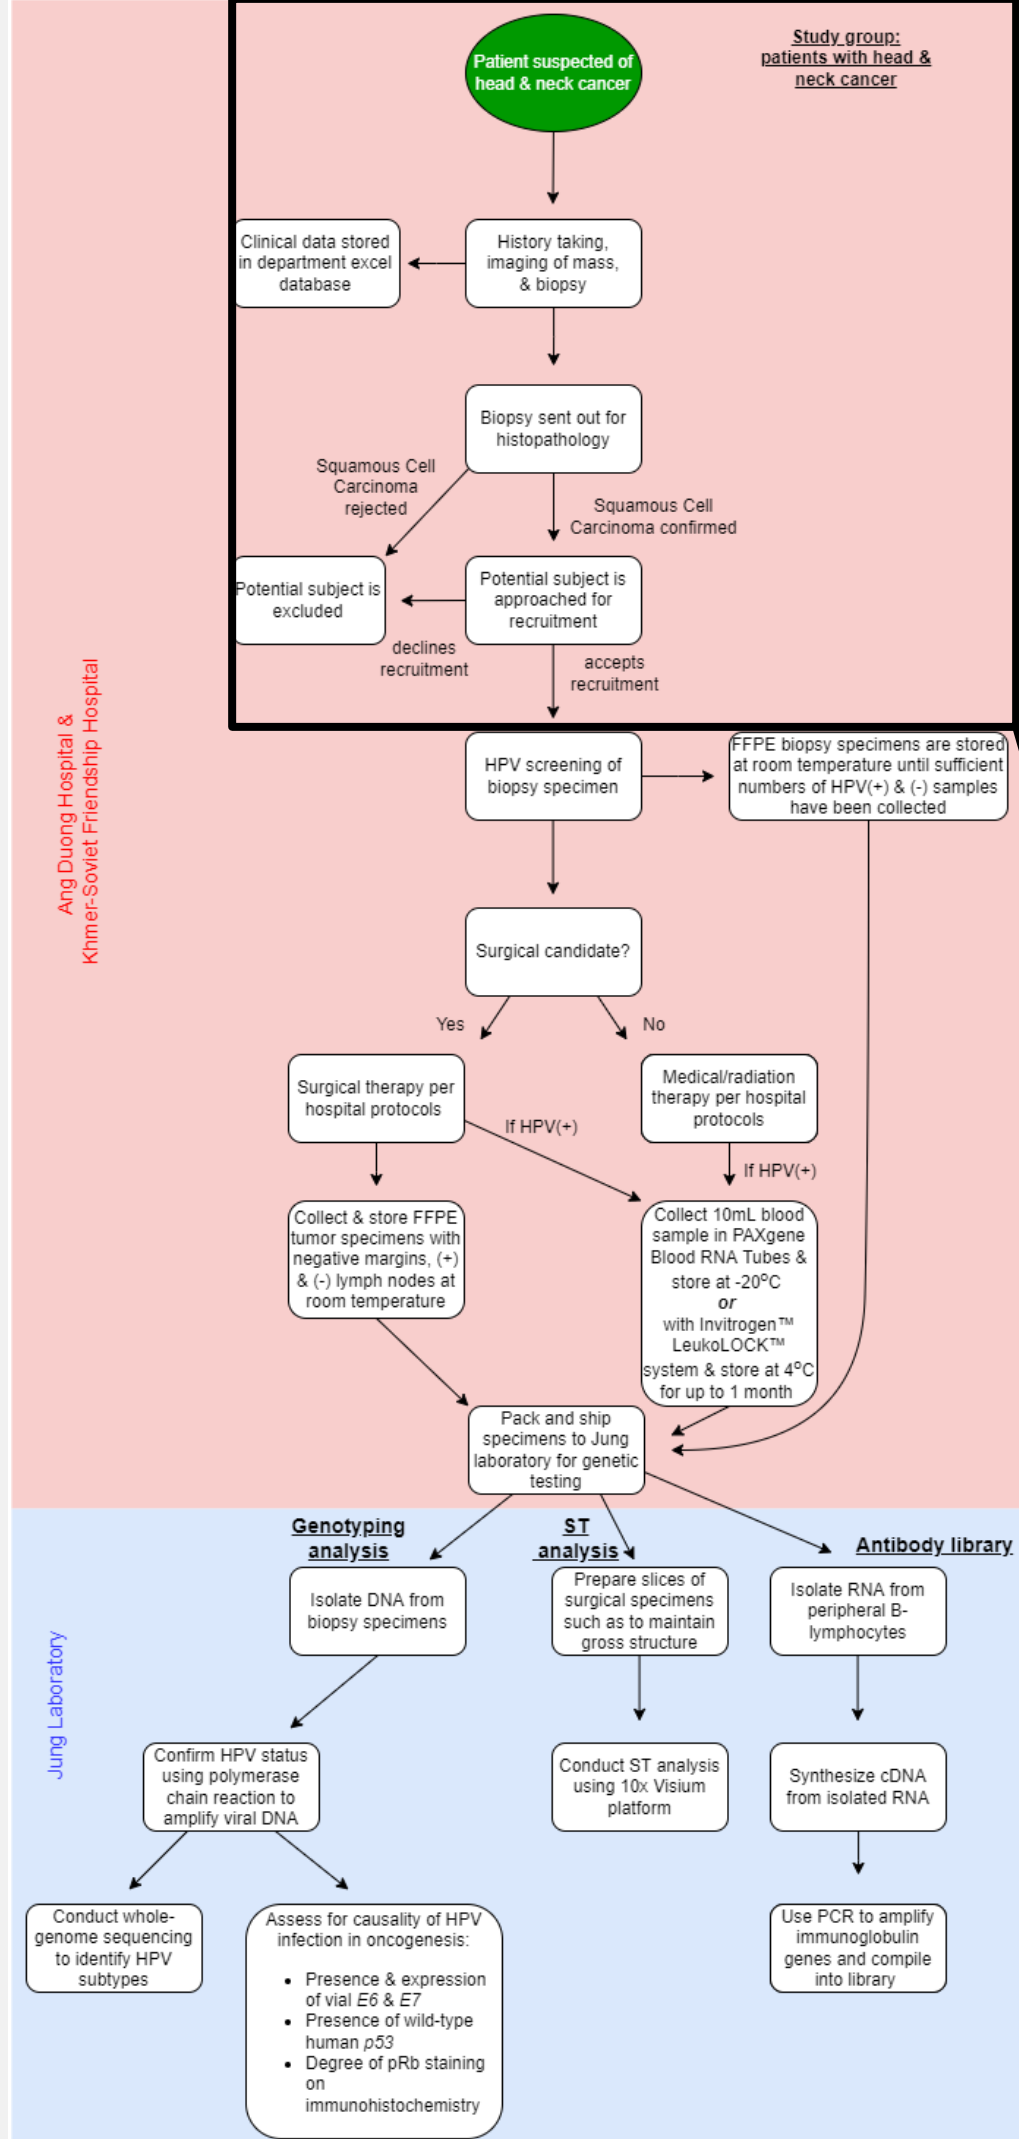 Study group:
patients with head &
neck cancer
Patient suspected of
head & neck cancer
Clinical data stored
in department excel
database
History taking,
imaging of mass,
& biopsy
Biopsy sent out for
histopathology
Squamous Cell
Carcinoma
rejected
Squamous Cell
Carcinoma confirmed
Potential subject is
excluded
Potential subject is
approached for
recruitment
declines
recruitment
accepts
recruitment
Ang Duong Hospital &
Khmer-Soviet Friendship Hospital
HPV screening of
biopsy specimen
FFPE biopsy specimens are stored
at room temperature until sufficient
numbers of HPV(+) & (-) samples
have been collected
Surgical candidate?
Yes
No
Surgical therapy per
hospital protocols
Medical/radiation
therapy per hospital
protocols
If HPV(+)
If HPV(+)
Collect & store FFPE
tumor specimens with
negative margins, (+)
& (-) lymph nodes at
room temperature
Collect 10mL blood
sample in PAXgene
Blood RNA Tubes &
store at -20°C
or
with Invitrogen™
LeukoLOCK™
system & store at 4°C
for up to 1 month
Pack and ship
specimens to Jung
laboratory for genetic
testing
Jung Laboratory
Genotyping
analysis
ST
analysis
Antibody library
Isolate DNA from
biopsy specimens
Prepare slices of
surgical specimens
such as to maintain
gross structure
Isolate RNA from
peripheral B-
lymphocytes
Confirm HPV status
using polymerase
chain reaction to
amplify viral DNA
Conduct ST analysis
using 10x Visium
platform
Synthesize cDNA
from isolated RNA
Conduct whole-
genome sequencing
to identify HPV
subtypes
Assess for causality of HPV
infection in oncogenesis:
• Presence & expression
of vial E6 & E7
• Presence of wild-type
human p53
• Degree of pRb staining
on
immunohistochemistry
Use PCR to amplify
immunoglobulin
genes and compile
into library